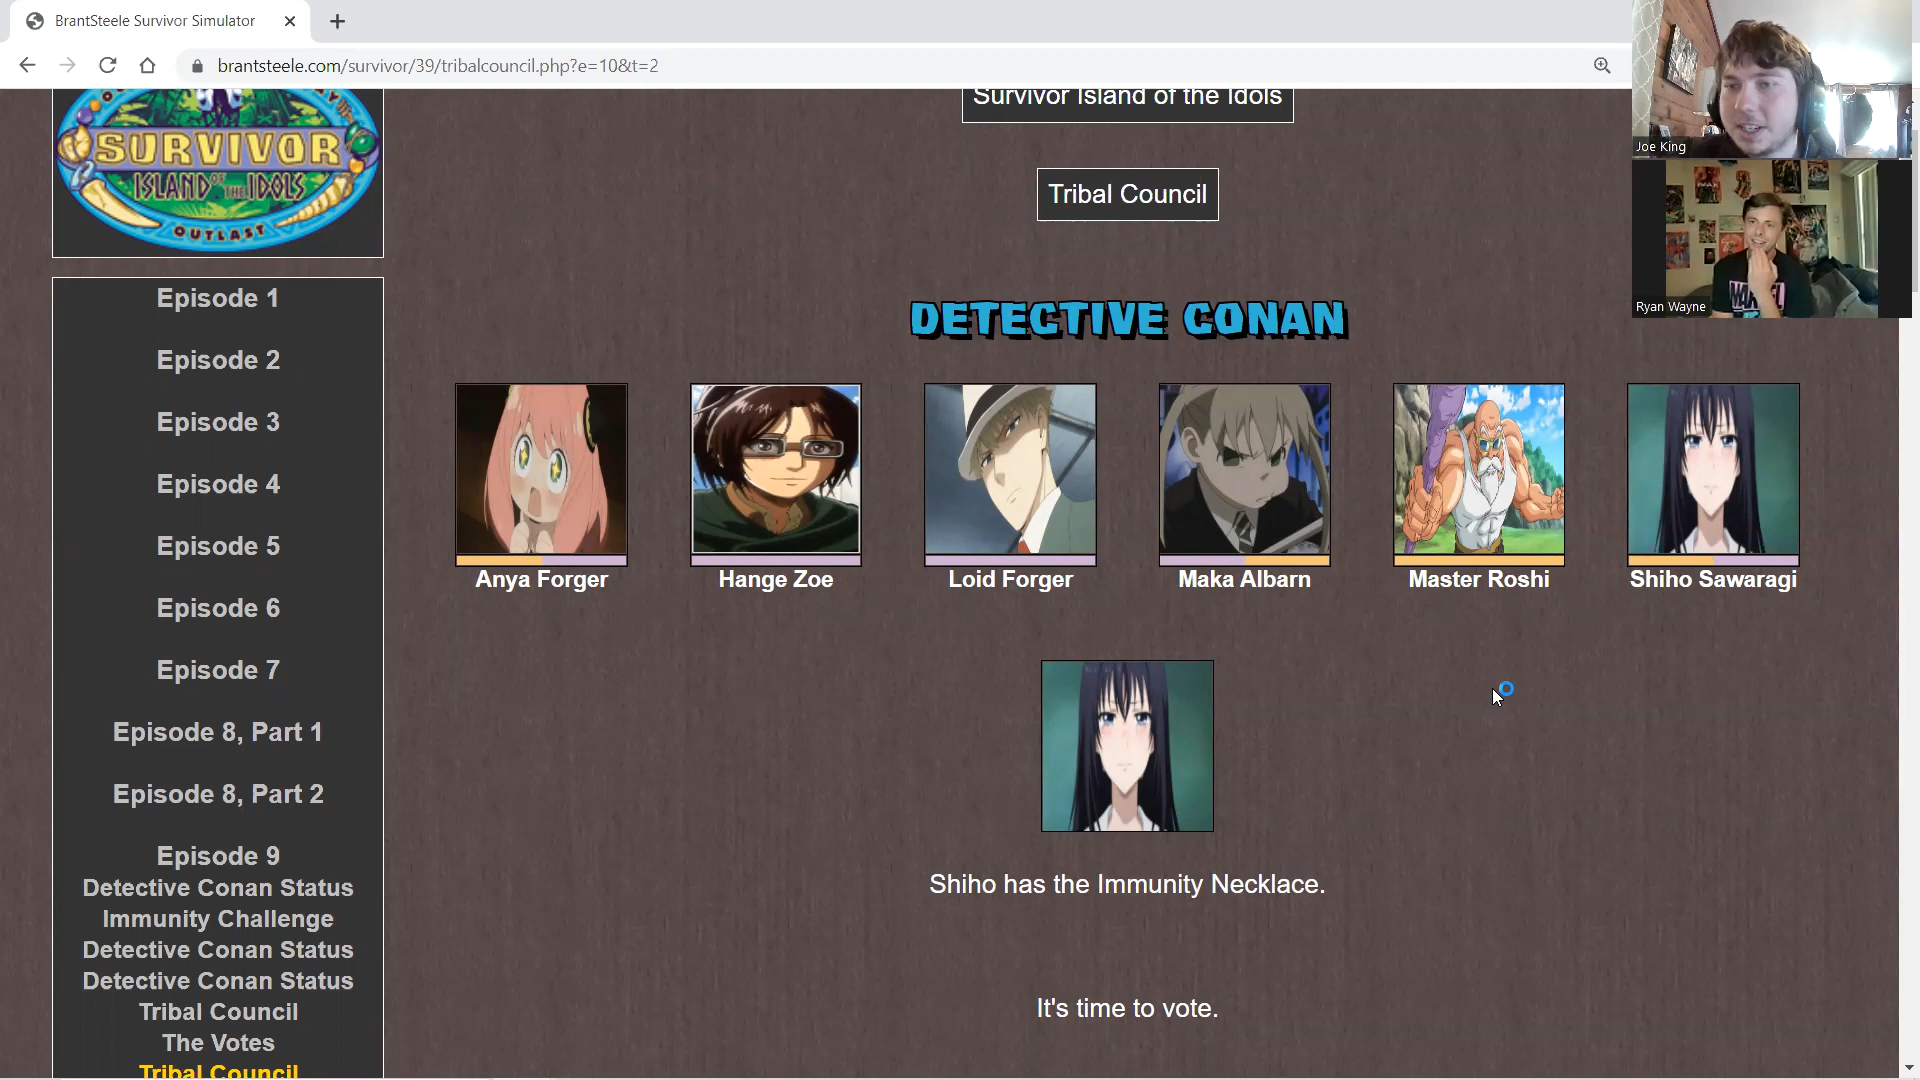 BrantSteele Survivor Simulator
brantsteele.com/survivor/39/tribalcouncil.php?e=10&t=2
Joe King
Ryan Wayne
SURVIVOR
ISLAND OF THE IDOLS
OUTLAST
Survivor Island of the Idols
Tribal Council
DETECTIVE CONAN
Anya Forger
Hange Zoe
Loid Forger
Maka Albarn
Master Roshi
Shiho Sawaragi
Shiho has the Immunity Necklace.
It's time to vote.
Episode 1
Episode 2
Episode 3
Episode 4
Episode 5
Episode 6
Episode 7
Episode 8, Part 1
Episode 8, Part 2
Episode 9
Detective Conan Status
Immunity Challenge
Detective Conan Status
Detective Conan Status
Tribal Council
The Votes
Tribal Council